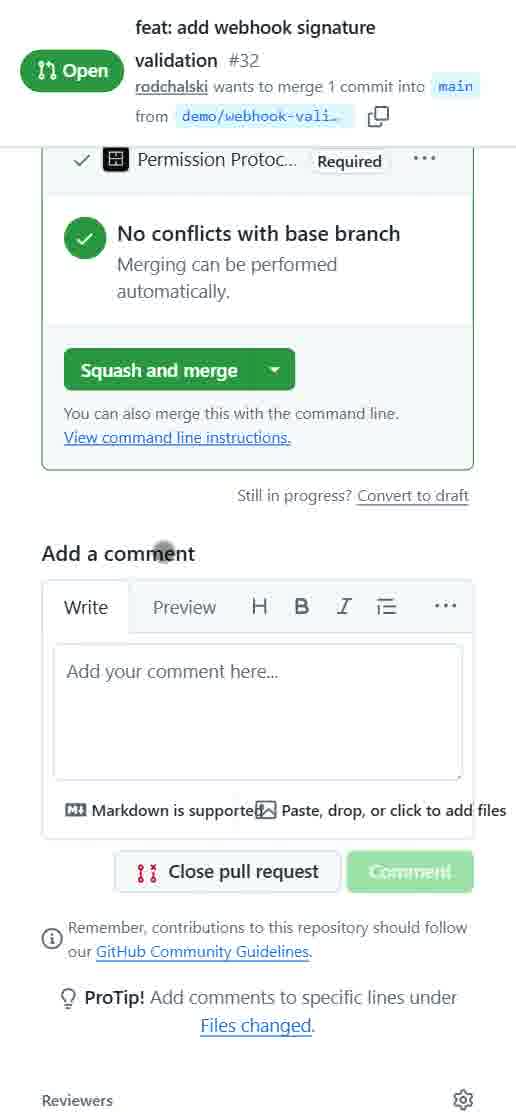 feat: add webhook signature
validation #32
Open
rodchalski wants to merge 1 commit into main
from demo/webhook-vali…
Permission Protoc... Required
No conflicts with base branch
Merging can be performed
automatically.
Squash and merge
You can also merge this with the command line.
View command line instructions.
Still in progress? Convert to draft
Add a comment
Write Preview H B I
Add your comment here...
Markdown is supported Paste, drop, or click to add files
Close pull request Comment
Remember, contributions to this repository should follow
our GitHub Community Guidelines.
ProTip! Add comments to specific lines under
Files changed.
Reviewers